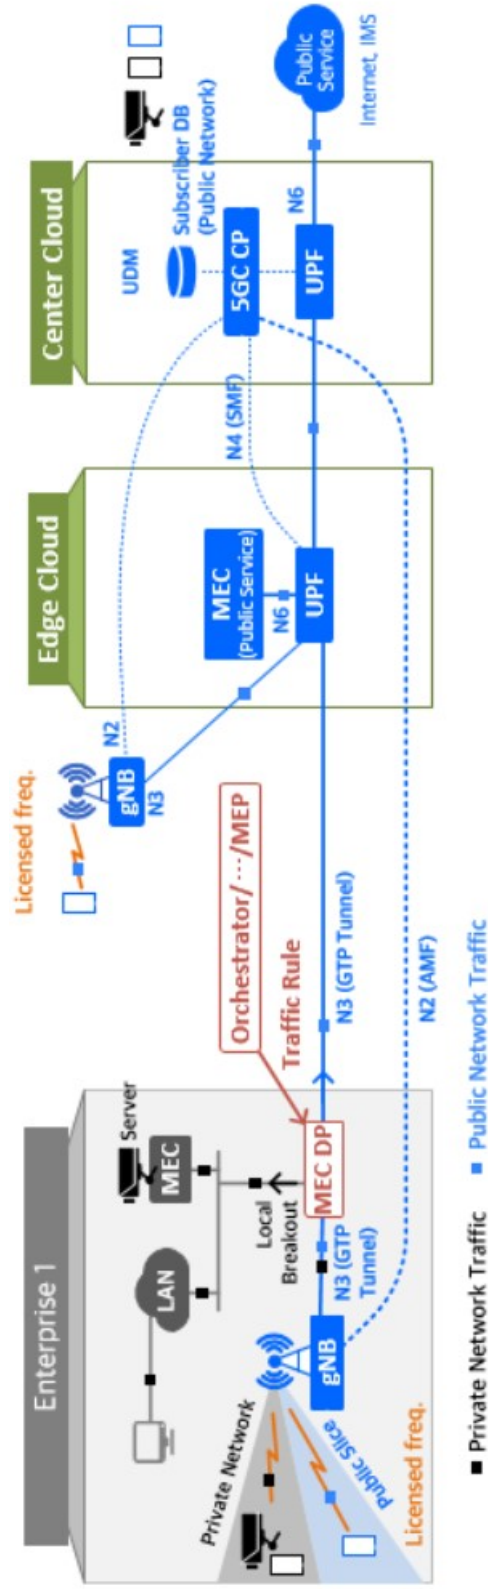 Enterprise 1
Edge Cloud
Center Cloud
Licensed freq.
gNB
N2
N3
MEC
(Public Service)
N6
UPF
N4 (SMF)
UDM
Subscriber DB
(Public Network)
5GC CP
UPF
N6
Public
Service
Internet, IMS
LAN
MEC
Server
Local
Breakout
MEC DP
Orchestrator/ ··· /MEP
Traffic Rule
N3 (GTP
Tunnel)
N3 (GTP Tunnel)
N2 (AMF)
Private Network
gNB
Public Slice
Licensed freq.
Private Network Traffic
Public Network Traffic